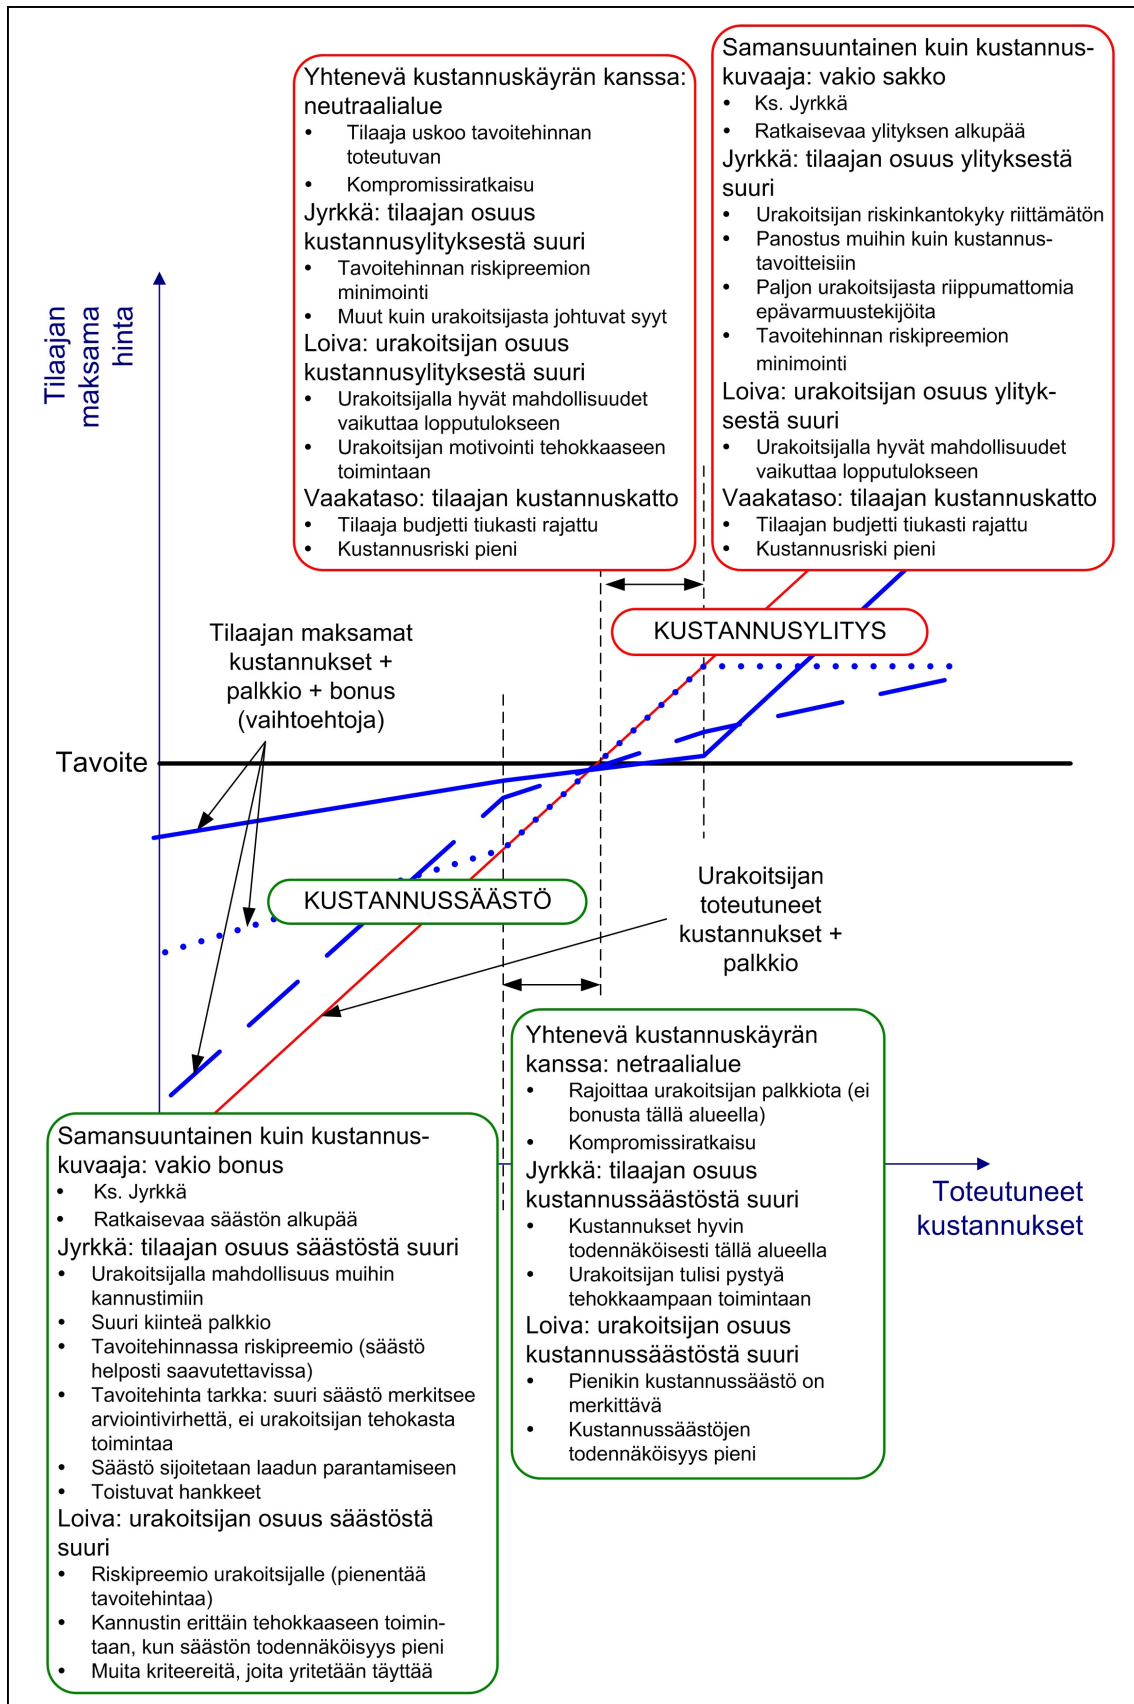 Yhtenevä kustannuskäyrän kanssa:
neutraalialue
• Tilaaja uskoo tavoitehinnan
toteutuvan
• Kompromissiratkaisu
Jyrkkä: tilaajan osuus
kustannusylityksestä suuri
• Tavoitehinnan riskipreemion
minimointi
• Muut kuin urakoitsijasta johtuvat syyt
Loiva: urakoitsijan osuus
kustannusylityksestä suuri
• Urakoitsijalla hyvät mahdollisuudet
vaikuttaa lopputulokseen
• Urakoitsijan motivointi tehokkaaseen
toimintaan
Vaakataso: tilaajan kustannuskatto
• Tilaaja budjetti tiukasti rajattu
• Kustannusriski pieni
Samansuuntainen kuin kustannus-
kuvaaja: vakio sakko
• Ks. Jyrkkä
• Ratkaisevaa ylityksen alkupää
Jyrkkä: tilaajan osuus ylityksestä
suuri
• Urakoitsijan riskinkantokyky riittämätön
• Panostus muihin kuin kustannus-
tavoitteisiin
• Paljon urakoitsijasta riippumattomia
epävarmuustekijöita
• Tavoitehinnan riskipreemion
minimointi
Loiva: urakoitsijan osuus ylityk-
sestä suuri
• Urakoitsijalla hyvät mahdollisuudet
vaikuttaa lopputulokseen
Vaakataso: tilaajan kustannuskatto
• Tilaajan budjetti tiukasti rajattu
• Kustannusriski pieni
Tilaajan
maksama
hinta
KUSTANNUSYLITYS
Tilaajan maksamat
kustannukset +
palkkio + bonus
(vaihtoehtoja)
Tavoite
KUSTANNUSSÄÄSTÖ
Urakoitsijan
toteutuneet
kustannukset +
palkkio
Yhtenevä kustannuskäyrän
kanssa: netraalialue
• Rajoittaa urakoitsijan palkkiota (ei
bonusta tällä alueella)
• Kompromissiratkaisu
Jyrkkä: tilaajan osuus
kustannussäästöstä suuri
• Kustannukset hyvin
todennäköisesti tällä alueella
• Urakoitsijan tulisi pystyä
tehokkaampaan toimintaan
Loiva: urakoitsijan osuus
kustannussäästöstä suuri
• Pienikin kustannussäästö on
merkittävä
• Kustannussäästöjen
todennäköisyys pieni
Toteutuneet
kustannukset
Samansuuntainen kuin kustannus-
kuvaaja: vakio bonus
• Ks. Jyrkkä
• Ratkaisevaa säästön alkupää
Jyrkkä: tilaajan osuus säästöstä suuri
• Urakoitsijalla mahdollisuus muihin
kannustimiin
• Suuri kiinteä palkkio
• Tavoitehinnassa riskipreemio (säästö
helposti saavutettavissa)
• Tavoitehinta tarkka: suuri säästö merkitsee
arviointivirhettä, ei urakoitsijan tehokasta
toimintaa
• Säästö sijoitetaan laadun parantamiseen
• Toistuvat hankkeet
Loiva: urakoitsijan osuus säästöstä
suuri
• Riskipreemio urakoitsijalle (pienentää
tavoitehintaa)
• Kannustin erittäin tehokkaaseen toimin-
taan, kun säästön todennäköisyys pieni
• Muita kriteereitä, joita yritetään täyttää